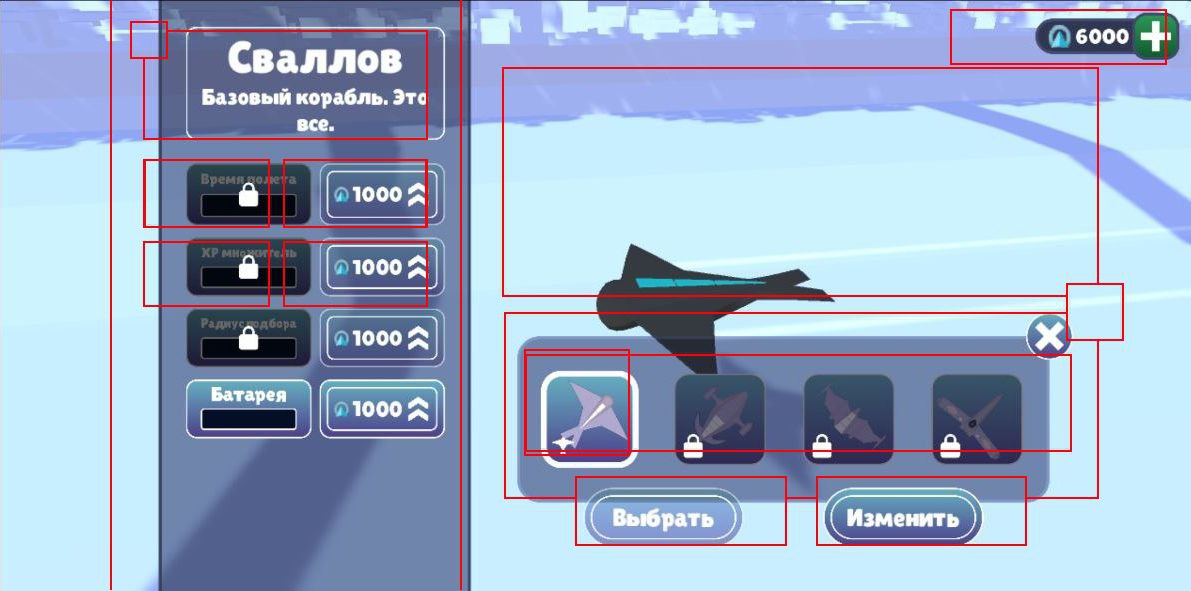 Сваллов
Базовый корабль. Это
все.
6000
Время полета
1000
XP множитель
1000
Радиус подбора
1000
Батарея
1000
Выбрать
Изменить